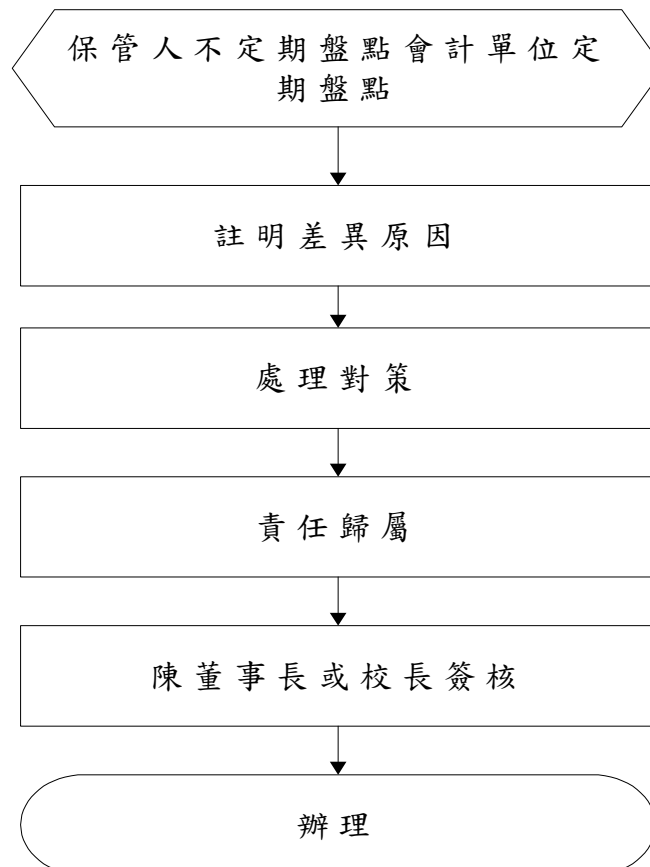 保管人不定期盤點會計單位定
期盤點
註明差異原因
處理對策
責任歸屬
陳董事長或校長簽核
辦理